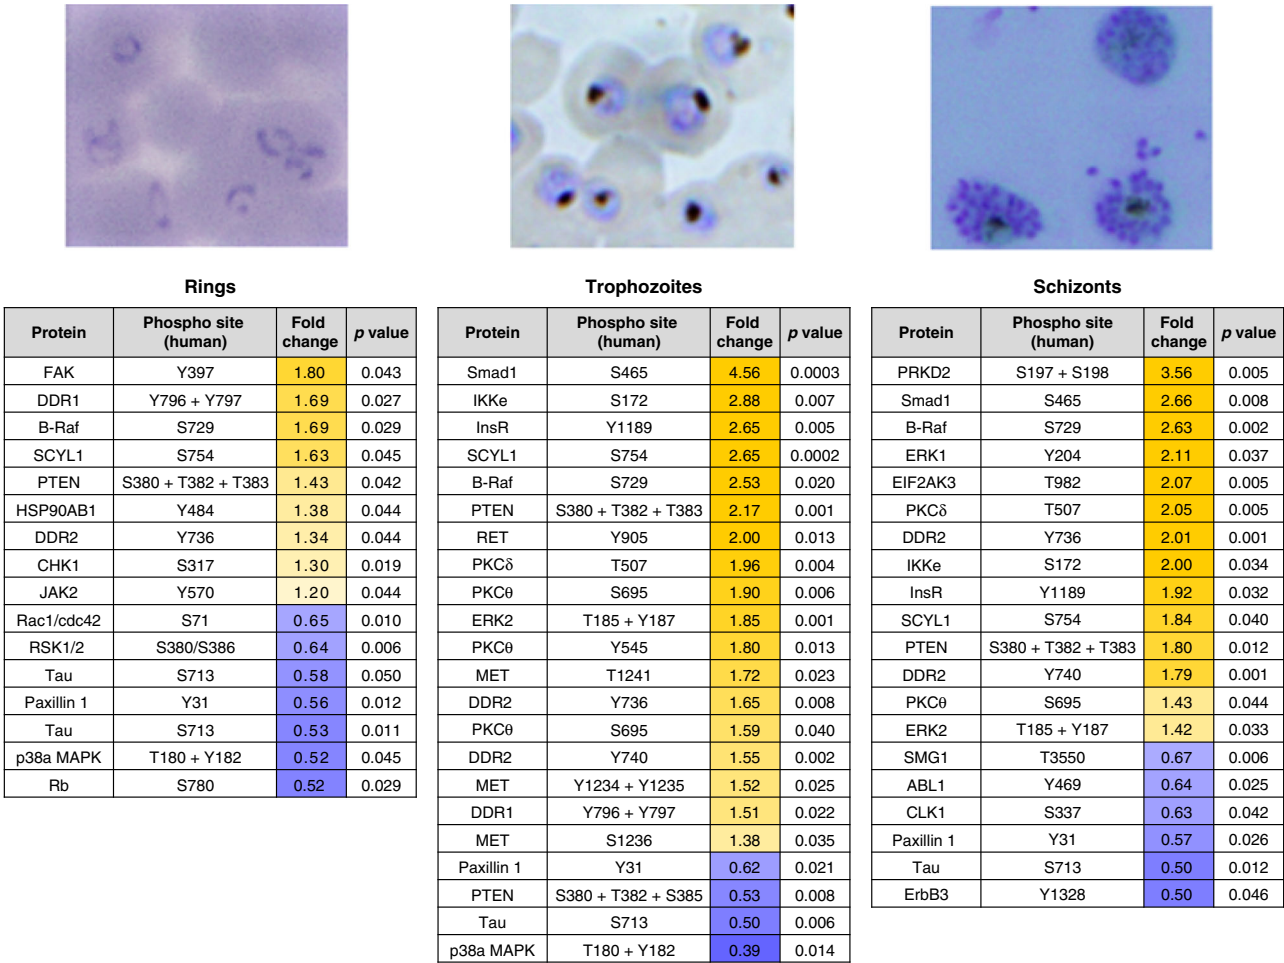 Rings
Protein Phospho site (human) Fold change p value
FAK Y397 1.80 0.043
DDR1 Y796 + Y797 1.69 0.027
B-Raf S729 1.69 0.029
SCYL1 S754 1.63 0.045
PTEN S380 + T382 + T383 1.43 0.042
HSP90AB1 Y484 1.38 0.044
DDR2 Y736 1.34 0.044
CHK1 S317 1.30 0.019
JAK2 Y570 1.20 0.044
Rac1/cdc42 S71 0.65 0.010
RSK1/2 S380/S386 0.64 0.006
Tau S713 0.58 0.050
Paxillin 1 Y31 0.56 0.012
Tau S713 0.53 0.011
p38a MAPK T180 + Y182 0.52 0.045
Rb S780 0.52 0.029
Trophozoites
Protein Phospho site (human) Fold change p value
Smad1 S465 4.56 0.0003
IKKe S172 2.88 0.007
InsR Y1189 2.65 0.005
SCYL1 S754 2.65 0.0002
B-Raf S729 2.53 0.020
PTEN S380 + T382 + T383 2.17 0.001
RET Y905 2.00 0.013
PKCδ T507 1.96 0.004
PKCθ S695 1.90 0.006
ERK2 T185 + Y187 1.85 0.001
PKCθ Y545 1.80 0.013
MET T1241 1.72 0.023
DDR2 Y736 1.65 0.008
PKCθ S695 1.59 0.040
DDR2 Y740 1.55 0.002
MET Y1234 + Y1235 1.52 0.025
DDR1 Y796 + Y797 1.51 0.022
MET S1236 1.38 0.035
Paxillin 1 Y31 0.62 0.021
PTEN S380 + T382 + S385 0.53 0.008
Tau S713 0.50 0.006
p38a MAPK T180 + Y182 0.39 0.014
Schizonts
Protein Phospho site (human) Fold change p value
PRKD2 S197 + S198 3.56 0.005
Smad1 S465 2.66 0.008
B-Raf S729 2.63 0.002
ERK1 Y204 2.11 0.037
EIF2AK3 T982 2.07 0.005
PKCδ T507 2.05 0.005
DDR2 Y736 2.01 0.001
IKKe S172 2.00 0.034
InsR Y1189 1.92 0.032
SCYL1 S754 1.84 0.040
PTEN S380 + T382 + T383 1.80 0.012
DDR2 Y740 1.79 0.001
PKCθ S695 1.43 0.044
ERK2 T185 + Y187 1.42 0.033
SMG1 T3550 0.67 0.006
ABL1 Y469 0.64 0.025
CLK1 S337 0.63 0.042
Paxillin 1 Y31 0.57 0.026
Tau S713 0.50 0.012
ErbB3 Y1328 0.50 0.046